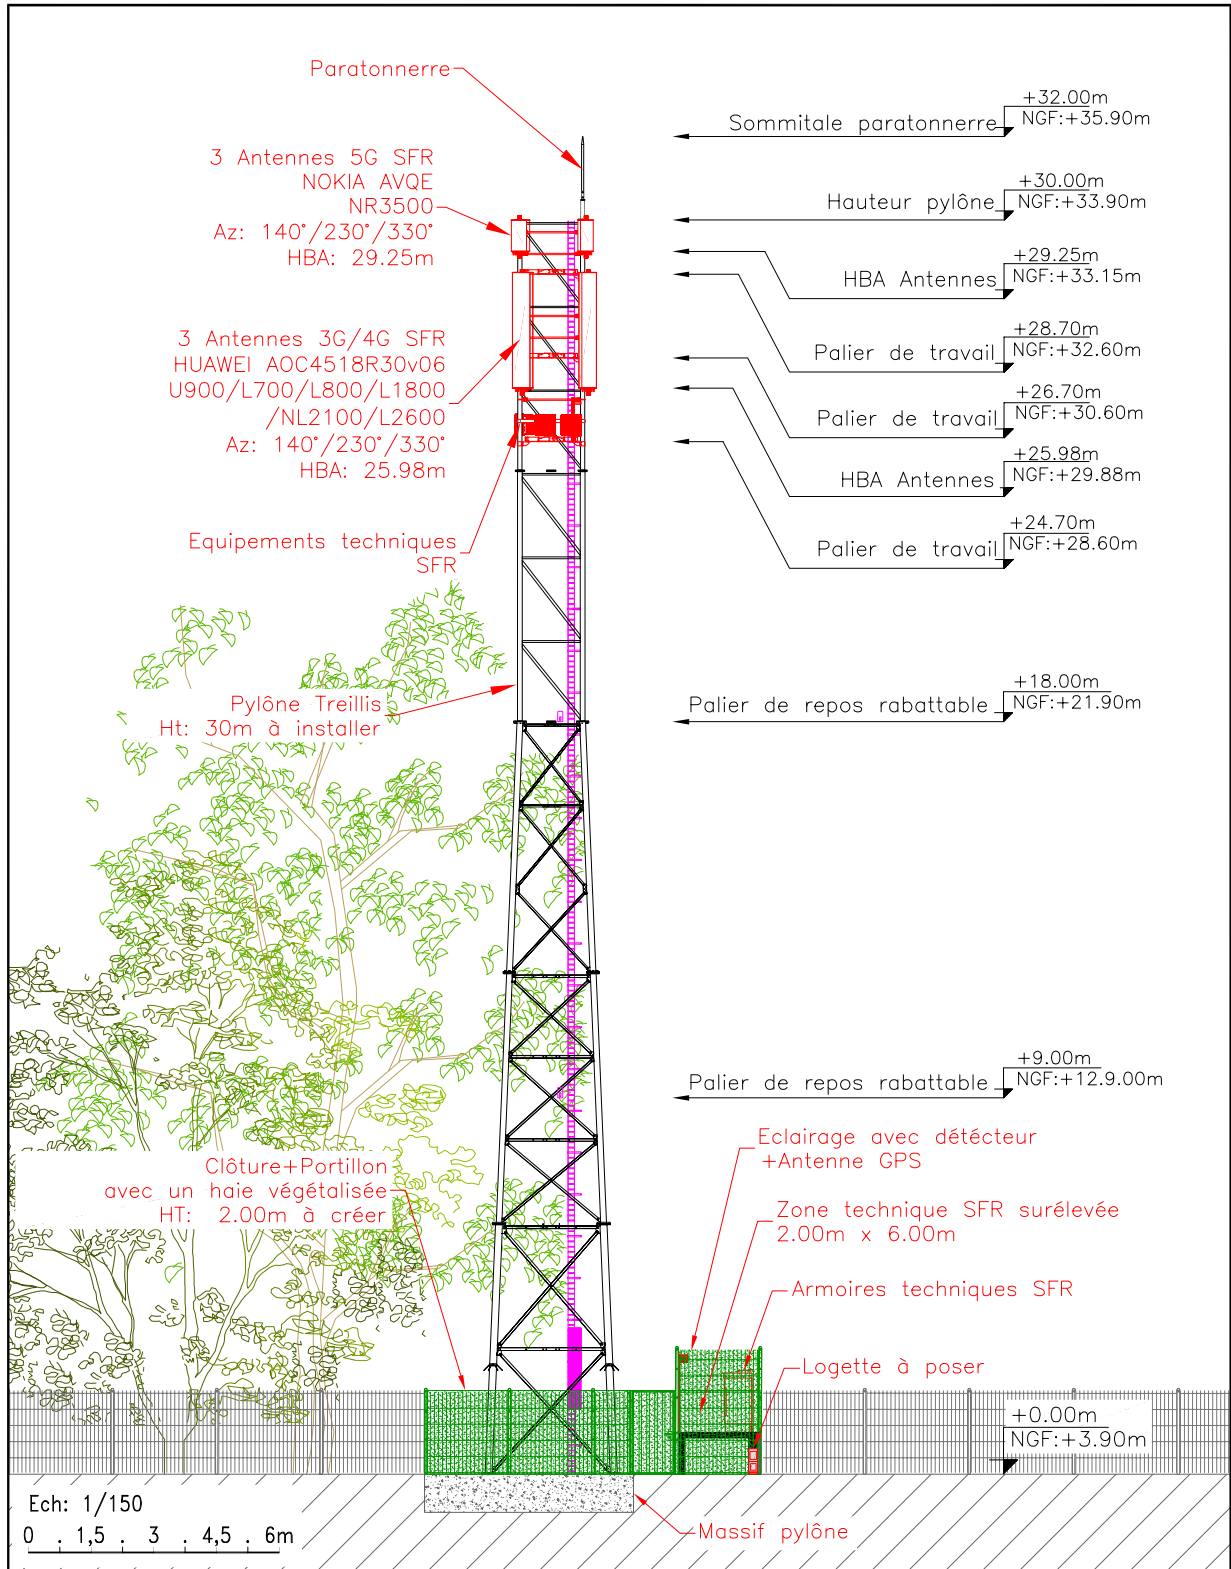 Paratonnerre
3 Antennes 5G SFR
NOKIA AVQE
NR3500
Az: 140°/230°/330°
HBA: 29.25m
3 Antennes 3G/4G SFR
HUAWEI AOC4518R30v06
U900/L700/L800/L1800
/NL2100/L2600
Az: 140°/230°/330°
HBA: 25.98m
Equipements techniques
SFR
Pylône Treillis
Ht: 30m à installer
Clôture+Portillon
avec un haie végétalisée
HT: 2.00m à créer
Sommitale paratonnerre
+32.00m
NGF:+35.90m
Hauteur pylône
+30.00m
NGF:+33.90m
HBA Antennes
+29.25m
NGF:+33.15m
Palier de travail
+28.70m
NGF:+32.60m
Palier de travail
+26.70m
NGF:+30.60m
HBA Antennes
+25.98m
NGF:+29.88m
Palier de travail
+24.70m
NGF:+28.60m
Palier de repos rabattable
+18.00m
NGF:+21.90m
Palier de repos rabattable
+9.00m
NGF:+12.9.00m
Eclairage avec détécteur
+Antenne GPS
Zone technique SFR surélevée
2.00m x 6.00m
Armoires techniques SFR
Logette à poser
+0.00m
NGF:+3.90m
Massif pylône
Ech: 1/150
0 . 1,5 . 3 . 4,5 . 6m